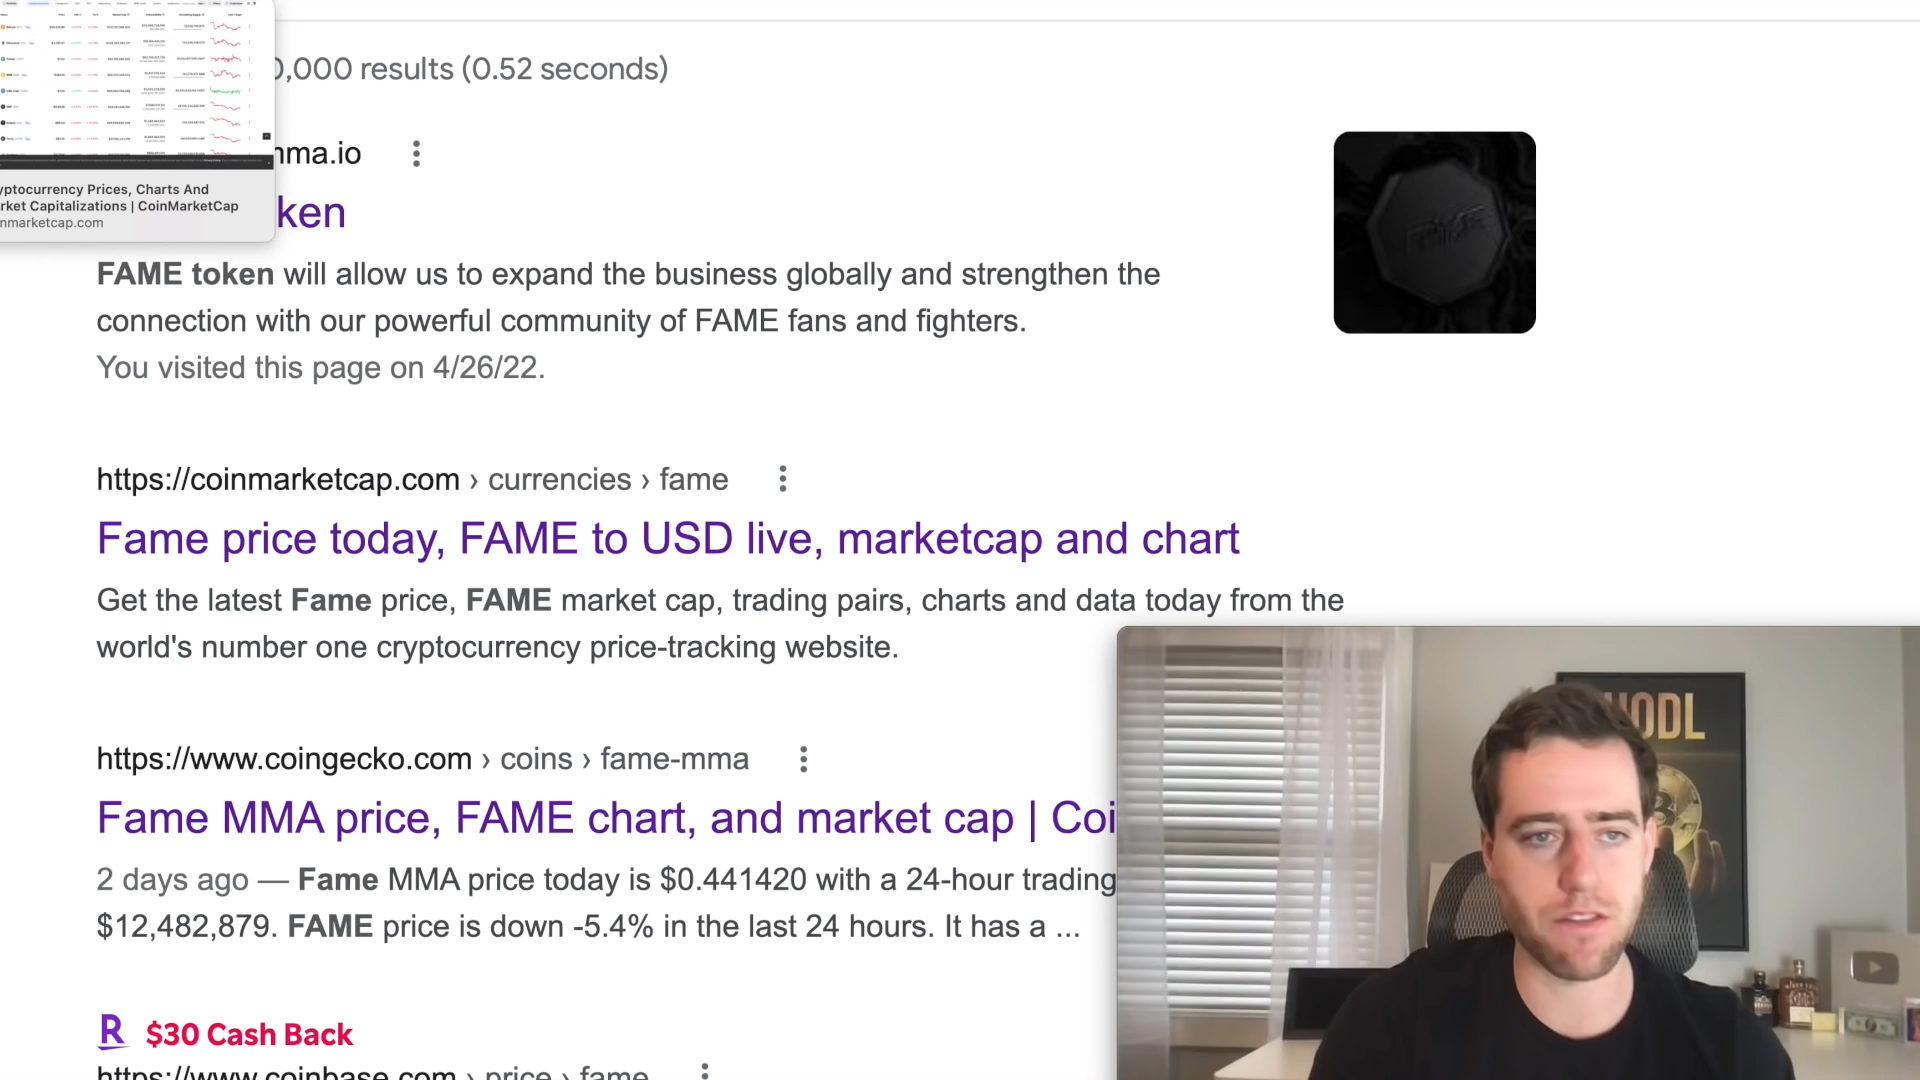 0,000 results (0.52 seconds)
ma.io
yptocurrency Prices, Charts And
rket Capitalizations | CoinMarketCap
nmarketcap.com
ken
FAME token will allow us to expand the business globally and strengthen the
connection with our powerful community of FAME fans and fighters.
You visited this page on 4/26/22.
https://coinmarketcap.com › currencies › fame
Fame price today, FAME to USD live, marketcap and chart
Get the latest Fame price, FAME market cap, trading pairs, charts and data today from the
world's number one cryptocurrency price-tracking website.
https://www.coingecko.com › coins › fame-mma
Fame MMA price, FAME chart, and market cap | Coi
2 days ago — Fame MMA price today is $0.441420 with a 24-hour trading
$12,482,879. FAME price is down -5.4% in the last 24 hours. It has a ...
R $30 Cash Back
https://www.coinbase.com › price › fame
HODL